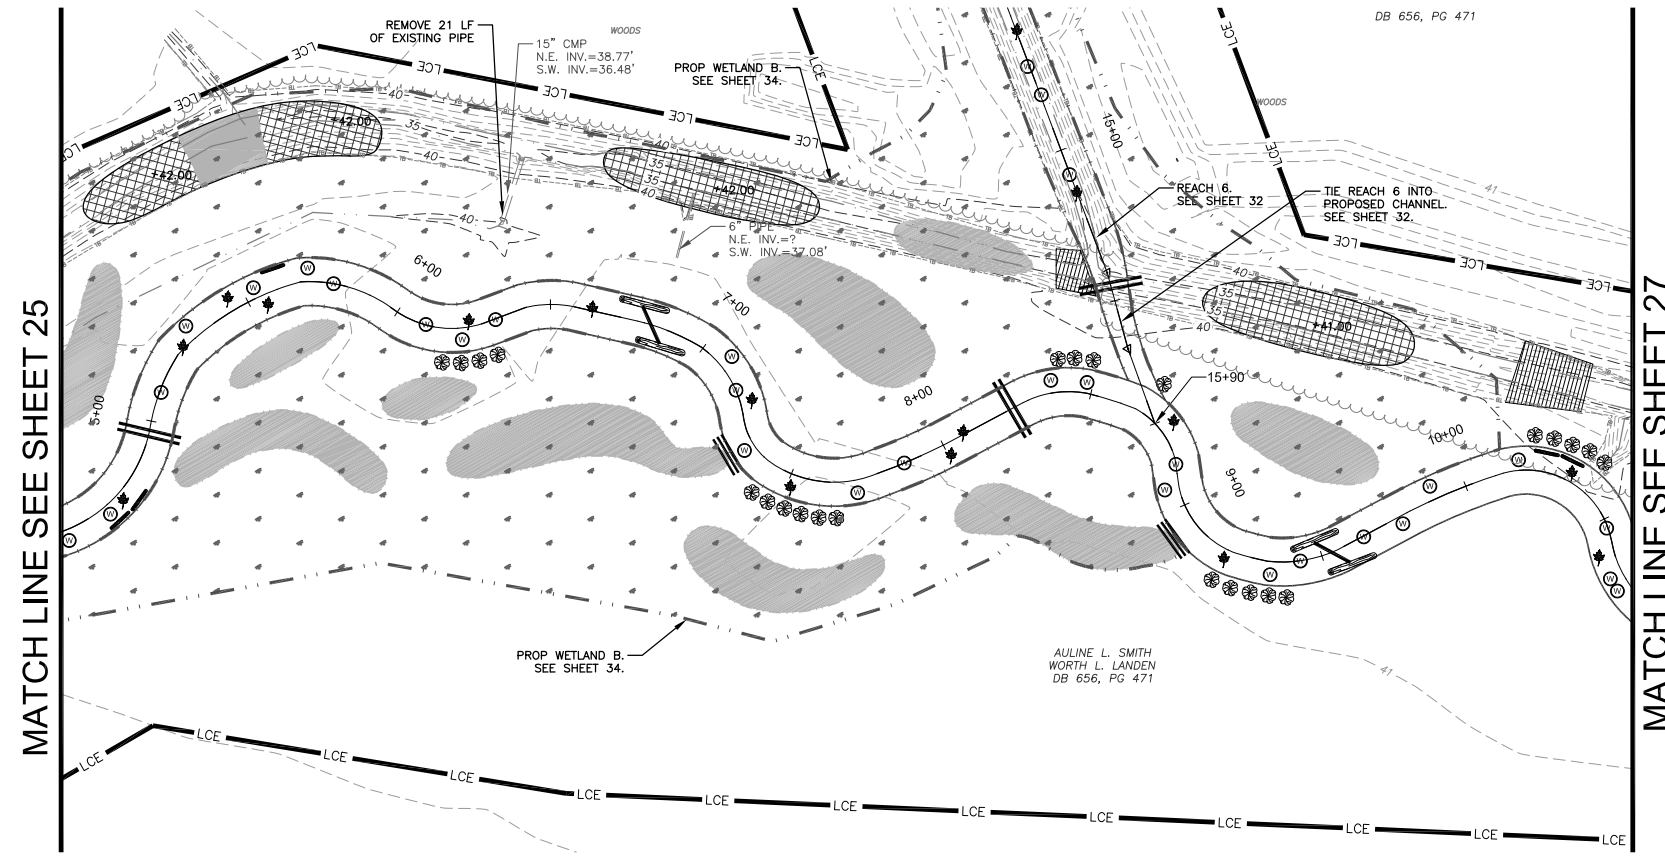 DB 656, PG 471
REMOVE 21 LF
OF EXISTING PIPE
WOODS
15" CMP
N.E. INV.=38.77'
S.W. INV.=36.48'
PROP WETLAND B.
SEE SHEET 34.
WOODS
LCE
LCE
LCE
LCE
LCE
LCE
LCE
LCE
LCE
LCE
LCE
LCE
LCE
LCE
40
35
40
40
35
35
40
40
40
35
35
40
41
+42.00
+42.00
+42.00
+41.00
15+00
REACH 6.
SEE SHEET 32
TIE REACH 6 INTO
PROPOSED CHANNEL.
SEE SHEET 32.
6" PIPE
N.E. INV.=?
S.W. INV.=37.08'
5+00
6+00
7+00
8+00
15+90
9+00
10+00
MATCH LINE SEE SHEET 25
MATCH LINE SEE SHEET 27
PROP WETLAND B.
SEE SHEET 34.
AULINE L. SMITH
WORTH L. LANDEN
DB 656, PG 471
41
LCE
LCE
LCE
LCE
LCE
LCE
LCE
LCE
LCE
LCE
LCE
LCE
LCE